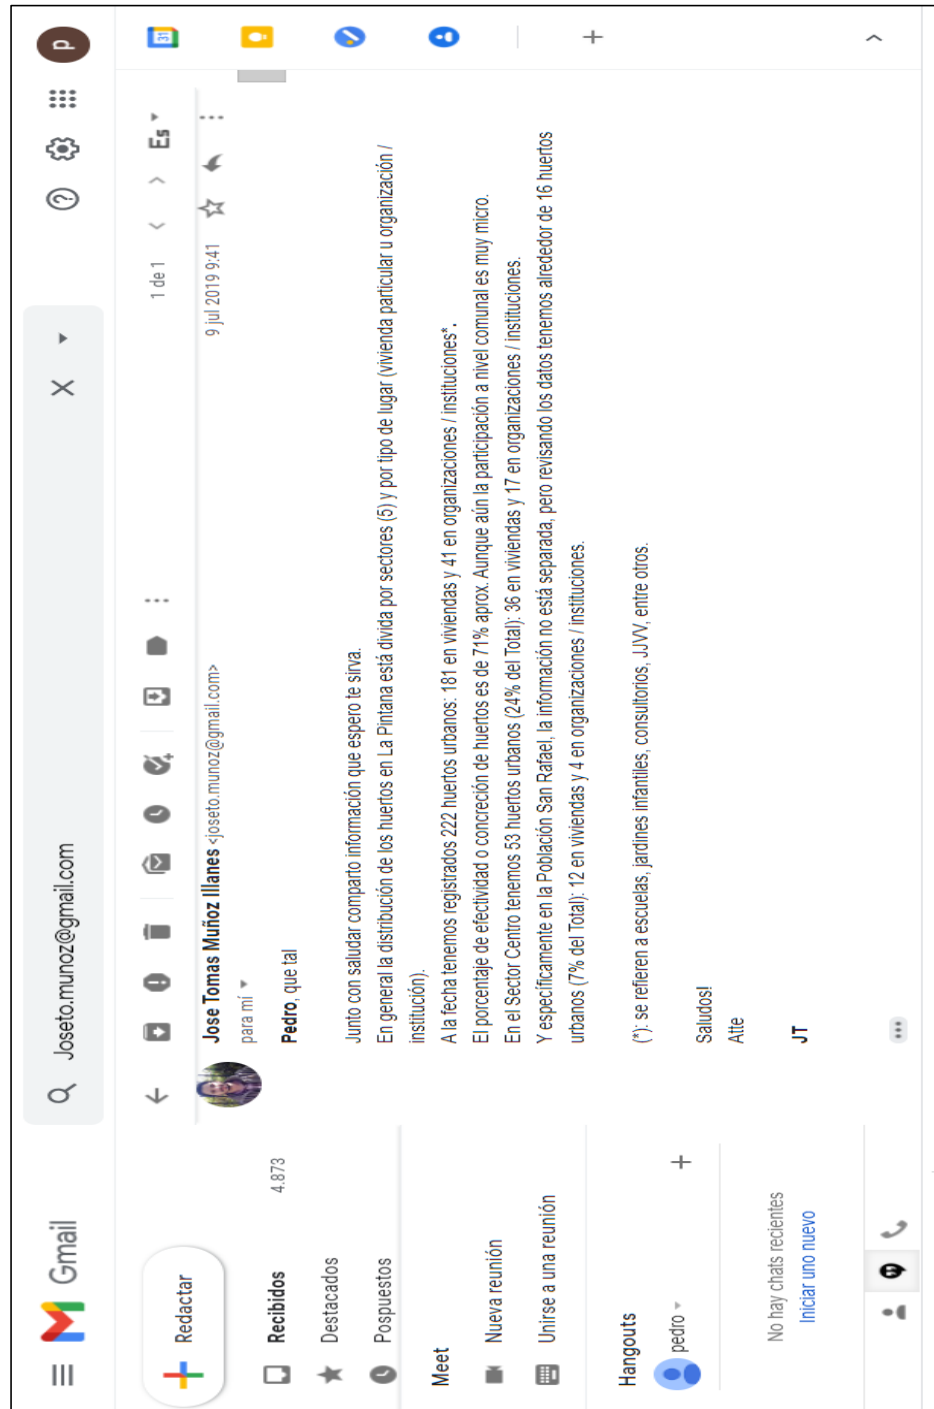 Gmail
Joseto.munoz@gmail.com
X
p
Redactar
Recibidos
4.873
Destacados
Pospuestos
Meet
Nueva reunión
Unirse a una reunión
Hangouts
pedro
No hay chats recientes
Iniciar uno nuevo
1 de 1
Es
Jose Tomas Muñoz Illanes <joseto.munoz@gmail.com>
9 jul 2019 9:41
para mí
Pedro, que tal
Junto con saludar comparto información que espero te sirva.
En general la distribución de los huertos en La Pintana está divida por sectores (5) y por tipo de lugar (vivienda particular u organización /
institución).
A la fecha tenemos registrados 222 huertos urbanos: 181 en viviendas y 41 en organizaciones / instituciones*.
El porcentaje de efectividad o concreción de huertos es de 71% aprox. Aunque aún la participación a nivel comunal es muy micro.
En el Sector Centro tenemos 53 huertos urbanos (24% del Total): 36 en viviendas y 17 en organizaciones / instituciones.
Y específicamente en la Población San Rafael, la información no está separada, pero revisando los datos tenemos alrededor de 16 huertos
urbanos (7% del Total): 12 en viviendas y 4 en organizaciones / instituciones.
(*): se refieren a escuelas, jardines infantiles, consultorios, JJVV, entre otros.
Saludos!
Atte
JT
31